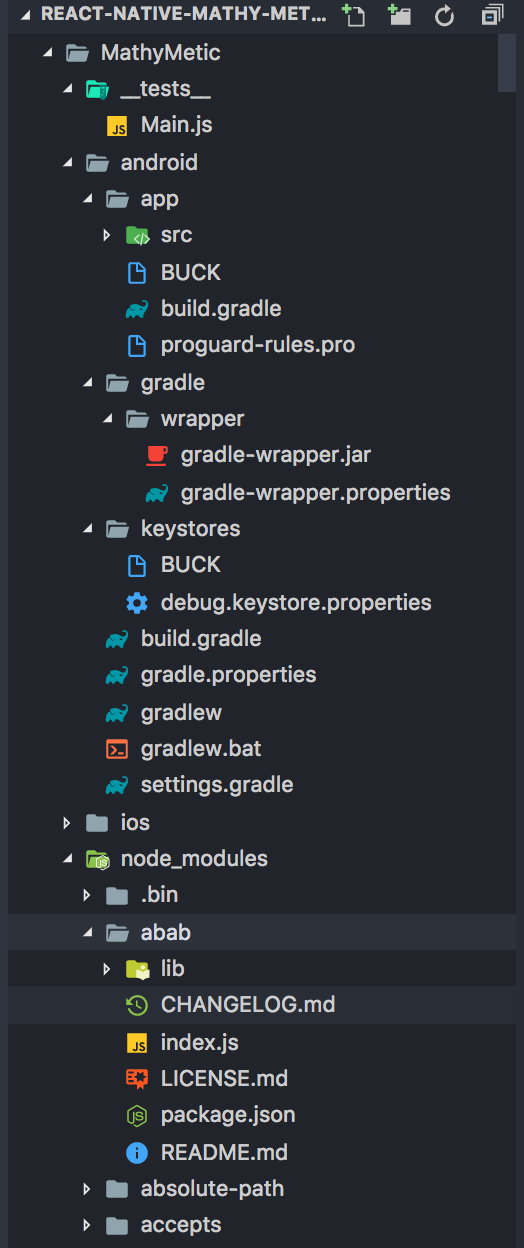 REACT-NATIVE-MATHY-MET...
MathyMetic
__tests__
JS Main.js
android
app
src
BUCK
build.gradle
proguard-rules.pro
gradle
wrapper
gradle-wrapper.jar
gradle-wrapper.properties
keystores
BUCK
debug.keystore.properties
build.gradle
gradle.properties
gradlew
gradlew.bat
settings.gradle
ios
node_modules
.bin
abab
lib
CHANGELOG.md
JS index.js
LICENSE.md
JS package.json
README.md
absolute-path
accepts